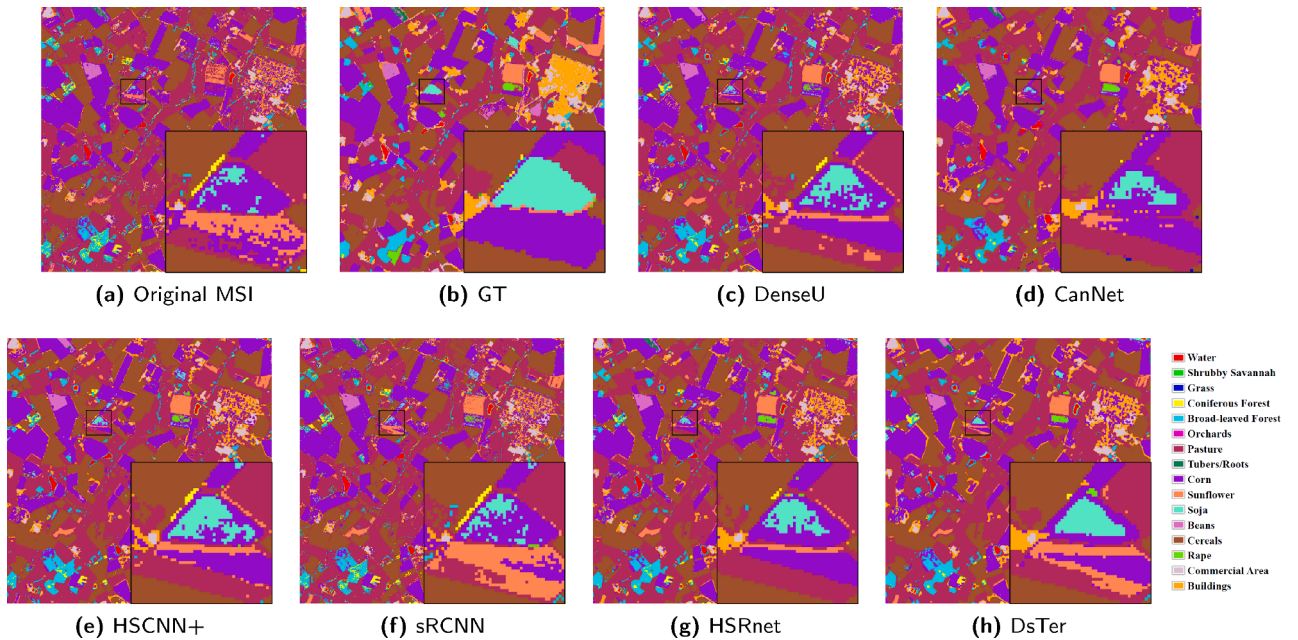 (a) Original MSI
(b) GT
(c) DenseU
(d) CanNet
Water
Shrubby Savannah
Grass
Coniferous Forest
Broad-leaved Forest
Orchards
Pasture
Tubers/Roots
Corn
Sunflower
Soja
Beans
Cereals
Rape
Commercial Area
Buildings
(e) HSCNN+
(f) sRCNN
(g) HSRnet
(h) DsTer